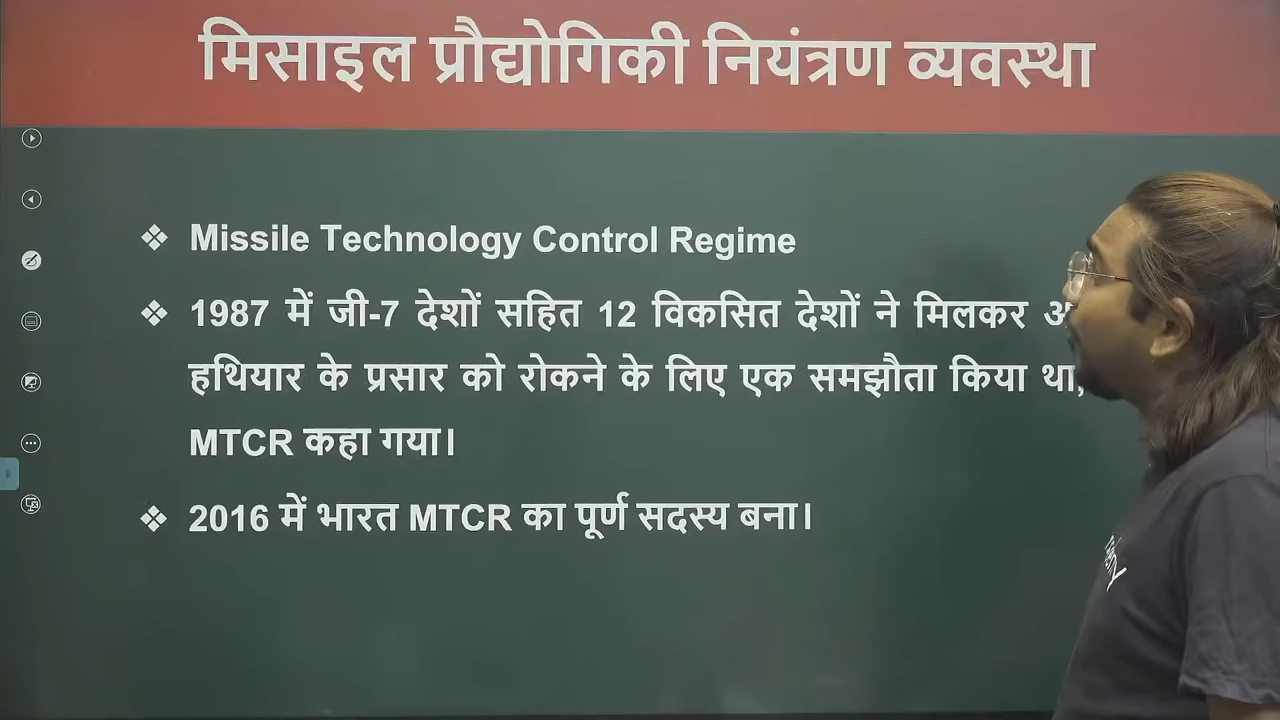 मिसाइल प्रौद्योगिकी नियंत्रण व्यवस्था
❖ Missile Technology Control Regime
❖ 1987 में जी-7 देशों सहित 12 विकसित देशों ने मिलकर
हथियार के प्रसार को रोकने के लिए एक समझौता किया था,
MTCR कहा गया।
❖ 2016 में भारत MTCR का पूर्ण सदस्य बना।